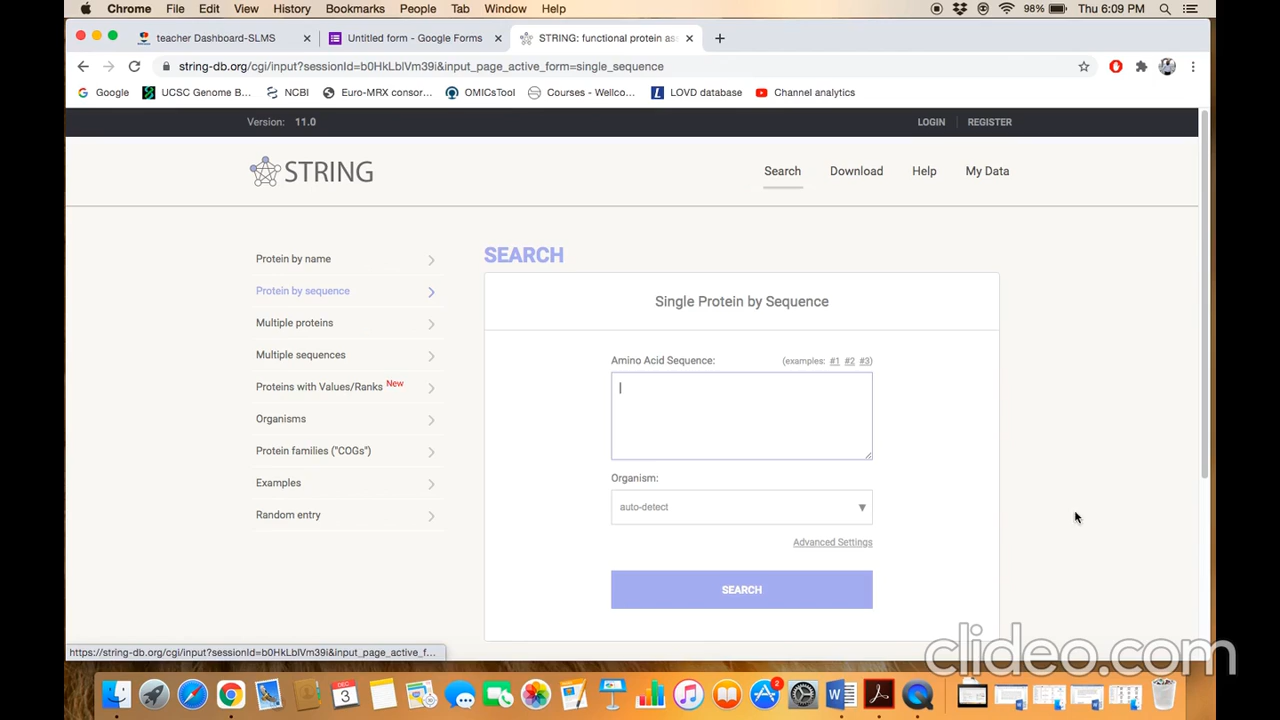 Chrome File Edit View History Bookmarks People Tab Window Help 98% Thu 6:09 PM
teacher Dashboard-SLMS Untitled form - Google Forms STRING: functional protein as
string-db.org/cgi/input?sessionId=b0HkLblVm39i&input_page_active_form=single_sequence
Google UCSC Genome B... NCBI Euro-MRX consor... OMICsTool Courses - Wellco... LOVD database Channel analytics
Version: 11.0 LOGIN REGISTER
STRING Search Download Help My Data
Protein by name
Protein by sequence
Multiple proteins
Multiple sequences
Proteins with Values/Ranks New
Organisms
Protein families ("COGs")
Examples
Random entry
SEARCH
Single Protein by Sequence
Amino Acid Sequence: (examples: #1 #2 #3)
Organism:
auto-detect
Advanced Settings
SEARCH
https://string-db.org/cgi/input?sessionId=b0HkLblVm39i&input_page_active_f...
clideo.com
DEC
3
2